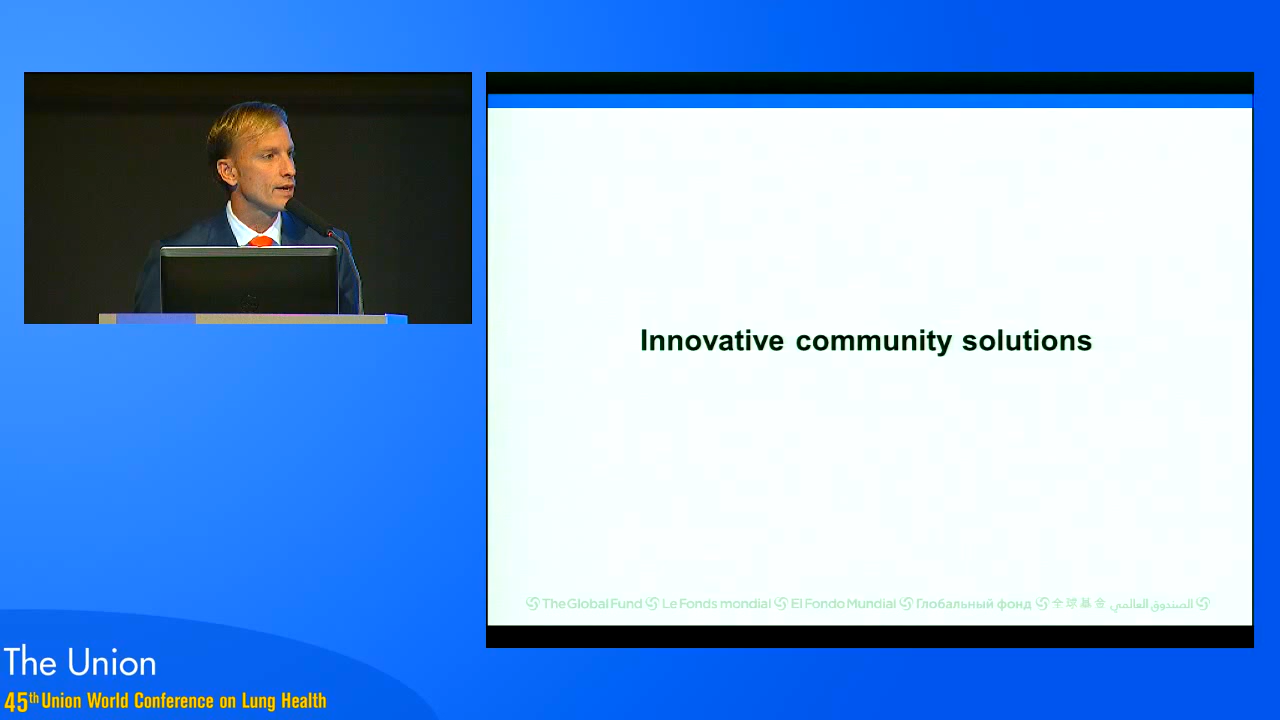 Innovative community solutions
The Global Fund Le Fonds mondial El Fondo Mundial Глобальный фонд 全球基金 الصندوق العالمي
The Union
45th Union World Conference on Lung Health